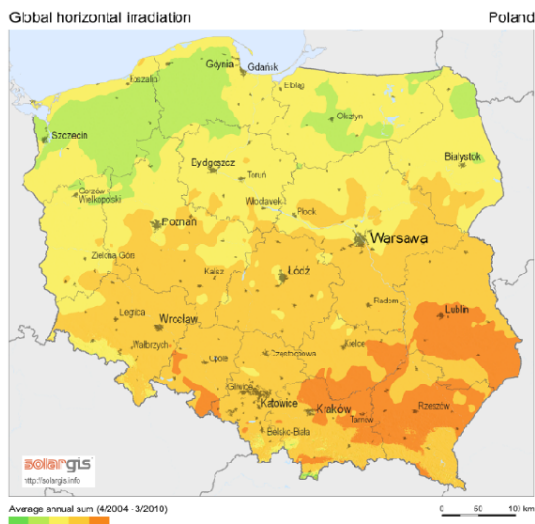 Global horizontal irradiation
Poland
Gdynia
Gdańsk
Koszalin
Elbląg
Olsztyn
Szczecin
Bydgoszcz
Białystok
Toruń
Gorzów
Wielkopolski
Płock
Poznań
Warsawa
Zielona Góra
Kalisz
Łódź
Radom
Legnica
Lublin
Wrocław
Wałbrzych
Kielce
Opole
Częstochowa
Gliwice
Katowice
Kraków
Tarnów
Rzeszów
Bielsko-Biała
solargis
http://solargis.info
Average annual sum (4/2004 -3/2010)
0
50
100 km